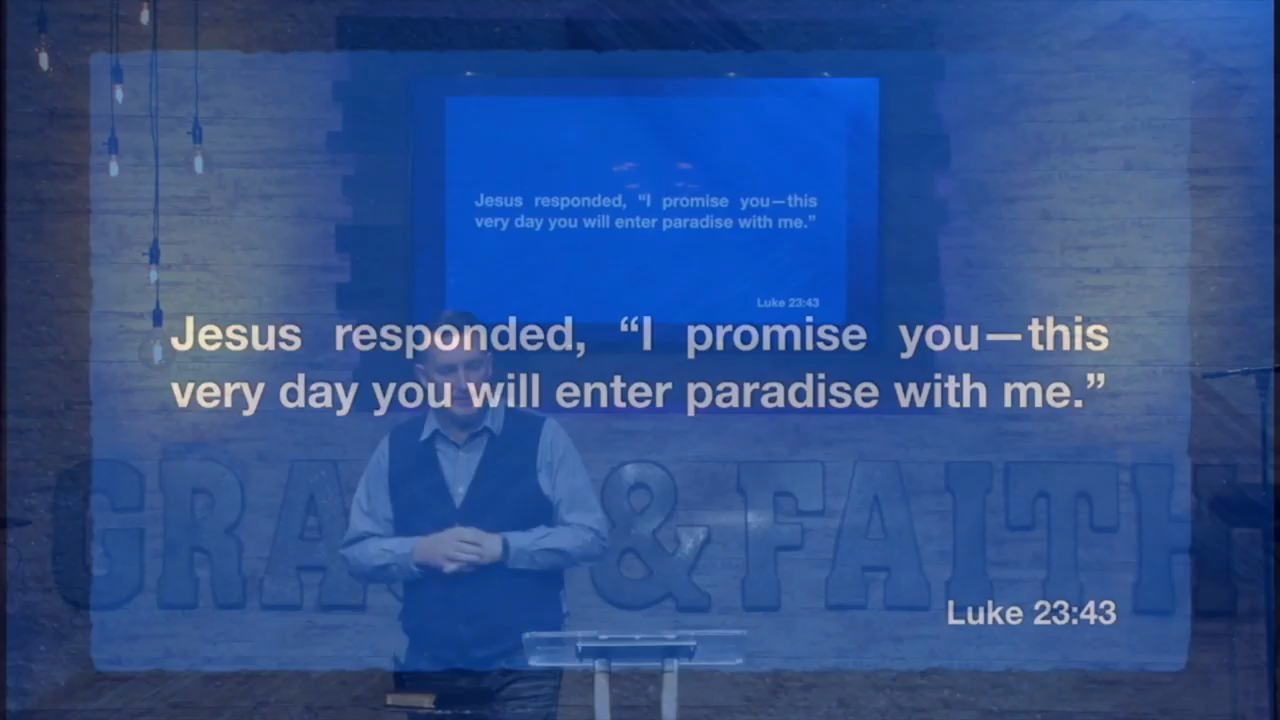 Jesus responded, “I promise you—this
very day you will enter paradise with me.”
Luke 23:43
Jesus responded, “I promise you—this
very day you will enter paradise with me.”
Luke 23:43
& FAITH